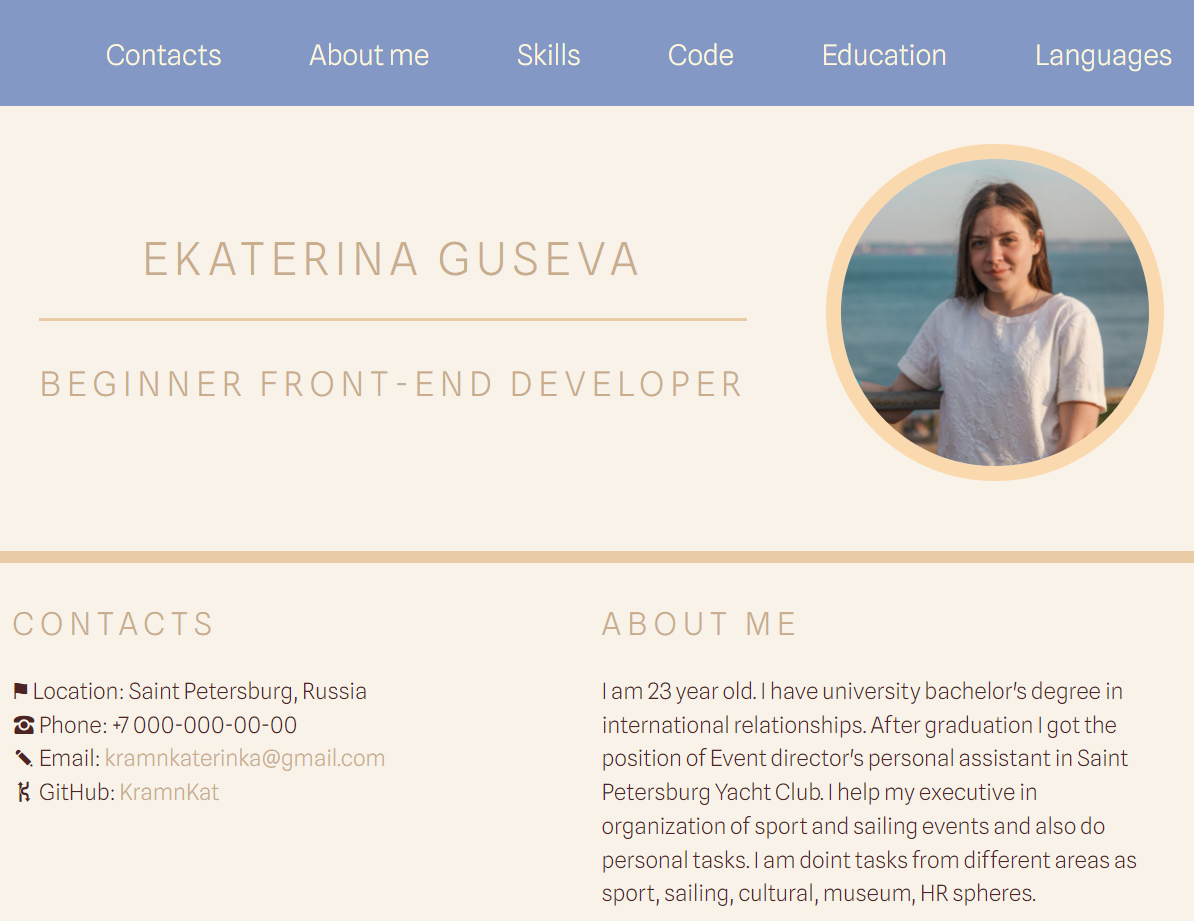 Contacts About me Skills Code Education Languages
EKATERINA GUSEVA
BEGINNER FRONT-END DEVELOPER
CONTACTS
Location: Saint Petersburg, Russia
Phone: +7 000-000-00-00
Email: kramnkaterinka@gmail.com
GitHub: KramnKat
ABOUT ME
I am 23 year old. I have university bachelor's degree in
international relationships. After graduation I got the
position of Event director's personal assistant in Saint
Petersburg Yacht Club. I help my executive in
organization of sport and sailing events and also do
personal tasks. I am doint tasks from different areas as
sport, sailing, cultural, museum, HR spheres.